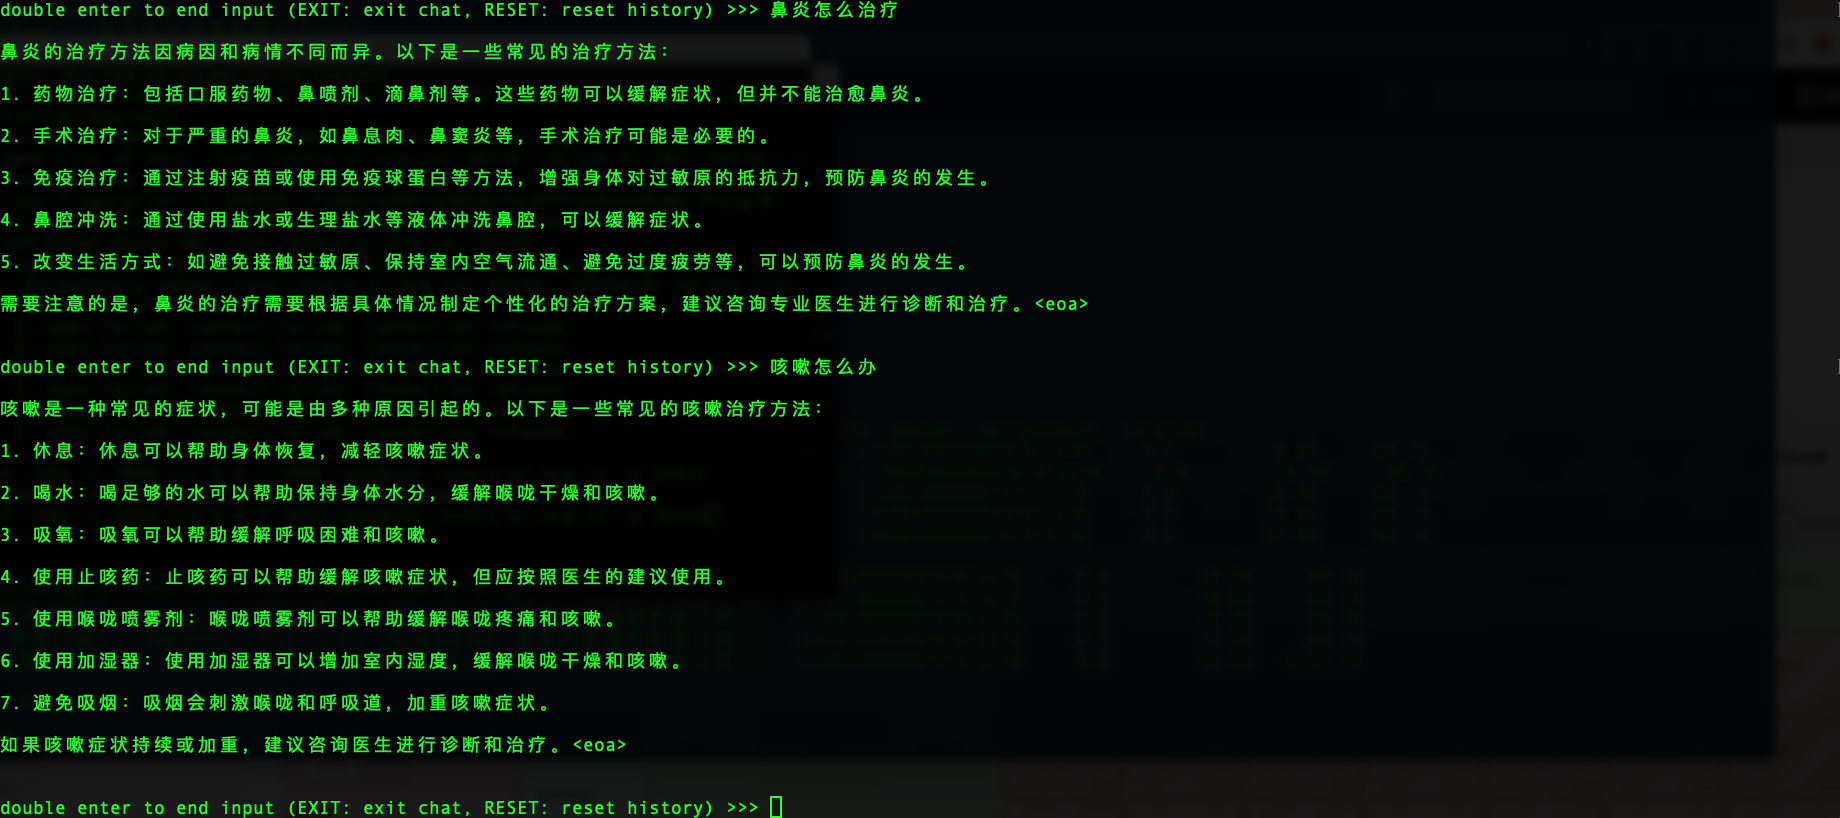 double enter to end input (EXIT: exit chat, RESET: reset history) >>> 鼻炎怎么治疗
鼻炎的治疗方法因病因和病情不同而异。以下是一些常见的治疗方法：
1. 药物治疗：包括口服药物、鼻喷剂、滴鼻剂等。这些药物可以缓解症状，但并不能治愈鼻炎。
2. 手术治疗：对于严重的鼻炎，如鼻息肉、鼻窦炎等，手术治疗可能是必要的。
3. 免疫治疗：通过注射疫苗或使用免疫球蛋白等方法，增强身体对过敏原的抵抗力，预防鼻炎的发生。
4. 鼻腔冲洗：通过使用盐水或生理盐水等液体冲洗鼻腔，可以缓解症状。
5. 改变生活方式：如避免接触过敏原、保持室内空气流通、避免过度疲劳等，可以预防鼻炎的发生。
需要注意的是，鼻炎的治疗需要根据具体情况制定个性化的治疗方案，建议咨询专业医生进行诊断和治疗。<eoa>
double enter to end input (EXIT: exit chat, RESET: reset history) >>> 咳嗽怎么办
咳嗽是一种常见的症状，可能是由多种原因引起的。以下是一些常见的咳嗽治疗方法：
1. 休息：休息可以帮助身体恢复，减轻咳嗽症状。
2. 喝水：喝足够的水可以帮助保持身体水分，缓解喉咙干燥和咳嗽。
3. 吸氧：吸氧可以帮助缓解呼吸困难和咳嗽。
4. 使用止咳药：止咳药可以帮助缓解咳嗽症状，但应按照医生的建议使用。
5. 使用喉咙喷雾剂：喉咙喷雾剂可以帮助缓解喉咙疼痛和咳嗽。
6. 使用加湿器：使用加湿器可以增加室内湿度，缓解喉咙干燥和咳嗽。
7. 避免吸烟：吸烟会刺激喉咙和呼吸道，加重咳嗽症状。
如果咳嗽症状持续或加重，建议咨询医生进行诊断和治疗。<eoa>
double enter to end input (EXIT: exit chat, RESET: reset history) >>>